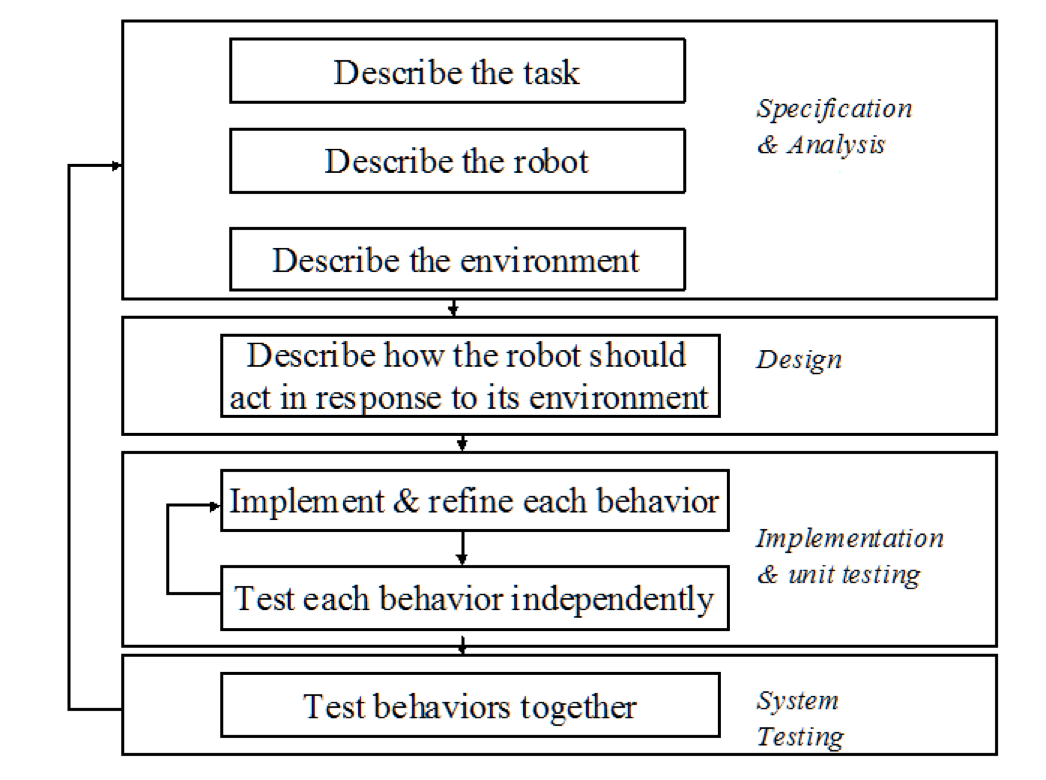 Describe the task
Specification
& Analysis
Describe the robot
Describe the environment
Describe how the robot should
act in response to its environment
Design
Implement & refine each behavior
Implementation
& unit testing
Test each behavior independently
Test behaviors together
System
Testing